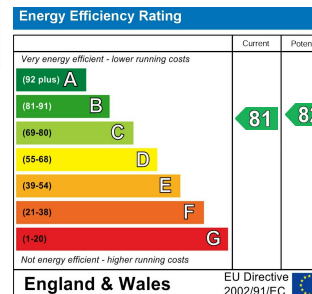 Energy Efficiency Rating
Current
Very energy efficient - lower running costs
(92 plus) A
(81-91) B
(69-80) C
(55-68) D
(39-54) E
(21-38) F
(1-20) G
81
Not energy efficient - higher running costs
England & Wales
EU Directive
2002/91/EC